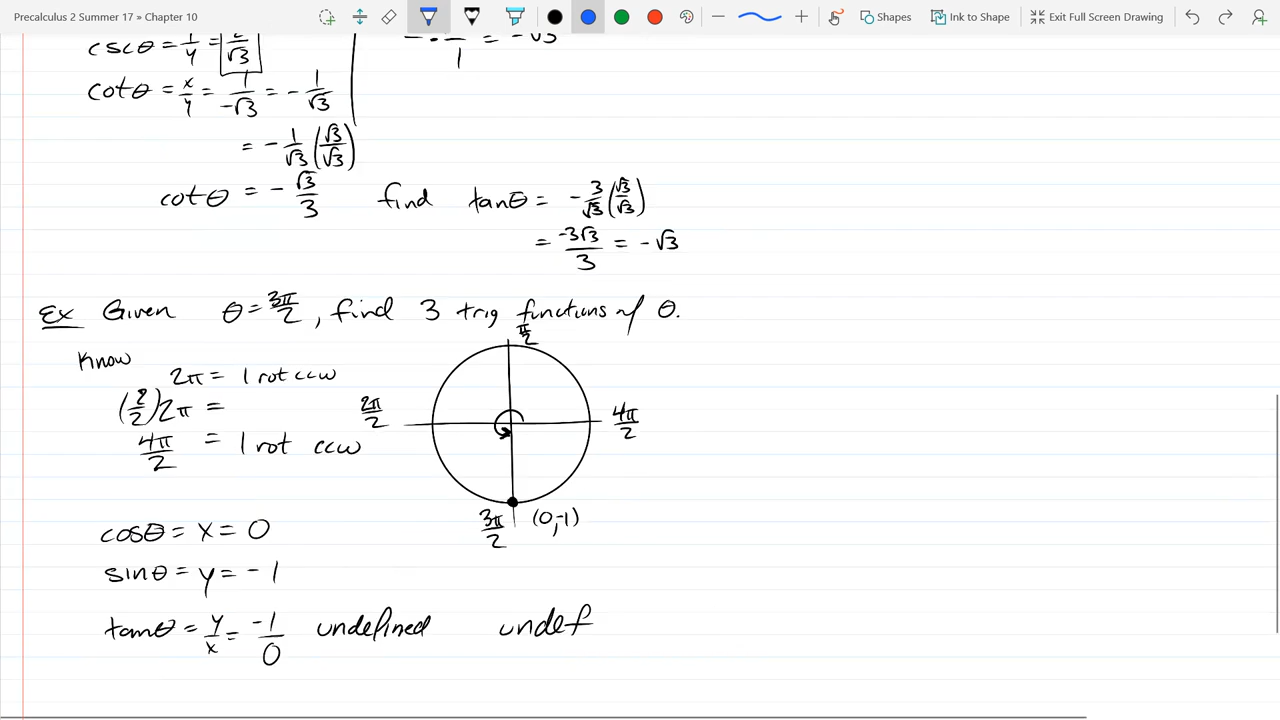 Precalculus 2 Summer 17 » Chapter 10
Shapes
Ink to Shape
Exit Full Screen Drawing
cscθ = 1/y = 2/√3
= -√3
1
cotθ = x/y = 1/-√3 = - 1/√3
= - 1/√3 (√3/√3)
cotθ = - √3/3 find tanθ = - 3/√3 (√3/√3)
= -3√3/3 = -√3
Ex Given θ = 3π/2, find 3 trig functions of θ.
π/2
Know
2π = 1 rot ccw
(2/2) 2π =
4π/2 = 1 rot ccw
2π/2
4π/2
3π/2 (0,-1)
cosθ = x = 0
sinθ = y = -1
tanθ = y/x = -1/0 undefined undef